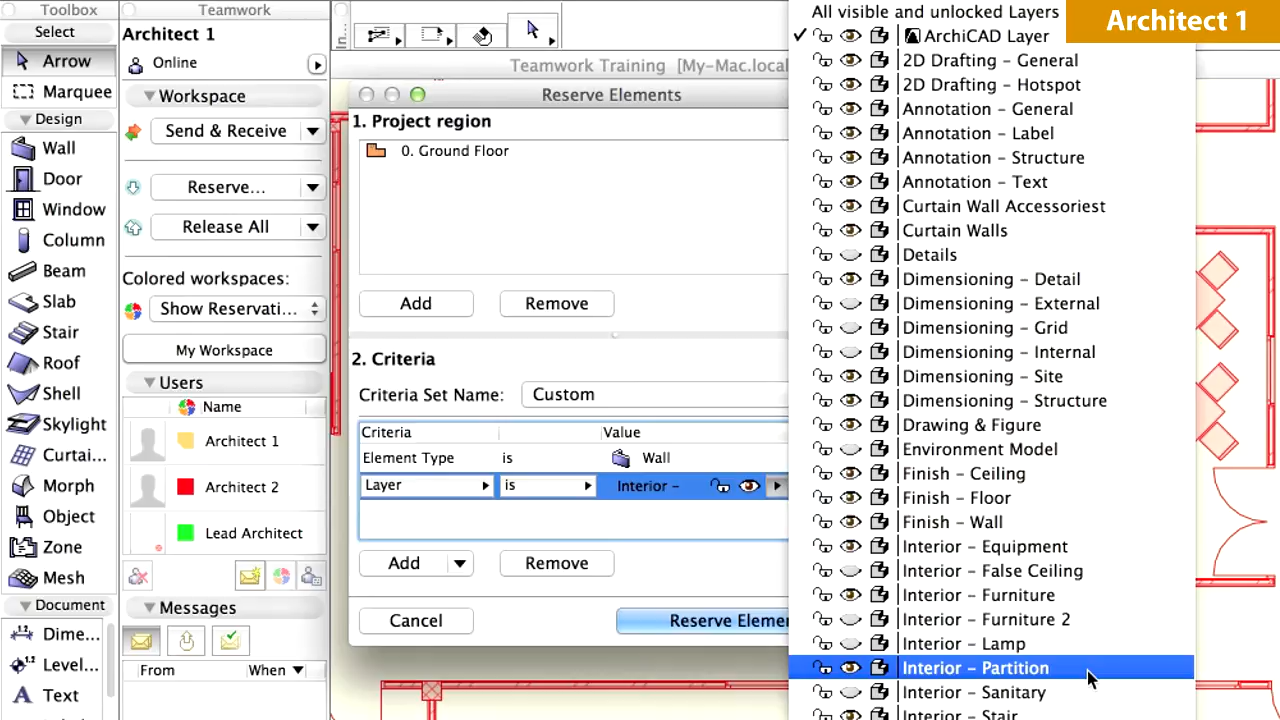 Toolbox
Select
Arrow
Marquee
Design
Wall
Door
Window
Column
Beam
Slab
Stair
Roof
Shell
Skylight
Curtai...
Morph
Object
Zone
Mesh
Document
Dime...
Level...
Text
Teamwork
Architect 1
Online
Workspace
Send & Receive
Reserve...
Release All
Colored workspaces:
Show Reservati...
My Workspace
Users
Name
Architect 1
Architect 2
Lead Architect
Messages
From When
Teamwork Training [My-Mac.local
Reserve Elements
1. Project region
0. Ground Floor
Add Remove
2. Criteria
Criteria Set Name: Custom
Criteria Value
Element Type is Wall
Layer is Interior -
Add Remove
Cancel Reserve Eleme
All visible and unlocked Layers
ArchiCAD Layer
2D Drafting - General
2D Drafting - Hotspot
Annotation - General
Annotation - Label
Annotation - Structure
Annotation - Text
Curtain Wall Accessoriest
Curtain Walls
Details
Dimensioning - Detail
Dimensioning - External
Dimensioning - Grid
Dimensioning - Internal
Dimensioning - Site
Dimensioning - Structure
Drawing & Figure
Environment Model
Finish - Ceiling
Finish - Floor
Finish - Wall
Interior - Equipment
Interior - False Ceiling
Interior - Furniture
Interior - Furniture 2
Interior - Lamp
Interior - Partition
Interior - Sanitary
Interior - Stair
Architect 1